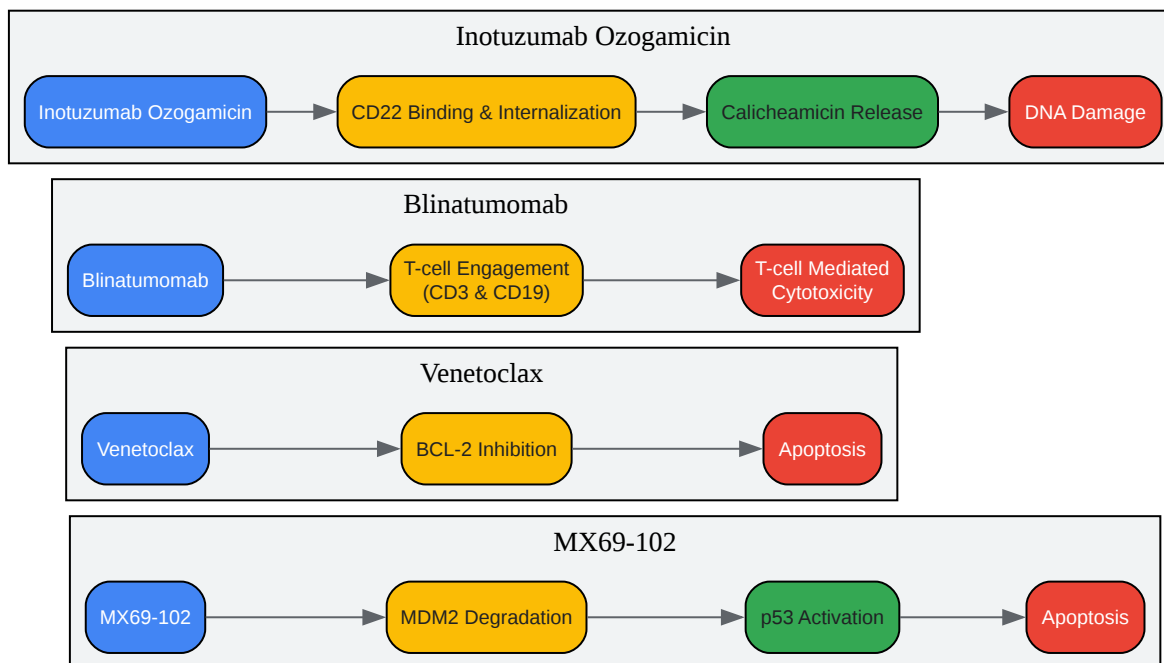 Inotuzumab Ozogamicin
Inotuzumab Ozogamicin
CD22 Binding & Internalization
Calicheamicin Release
DNA Damage
Blinatumomab
Blinatumomab
T-cell Engagement
(CD3 & CD19)
T-cell Mediated
Cytotoxicity
Venetoclax
Venetoclax
BCL-2 Inhibition
Apoptosis
MX69-102
MX69-102
MDM2 Degradation
p53 Activation
Apoptosis